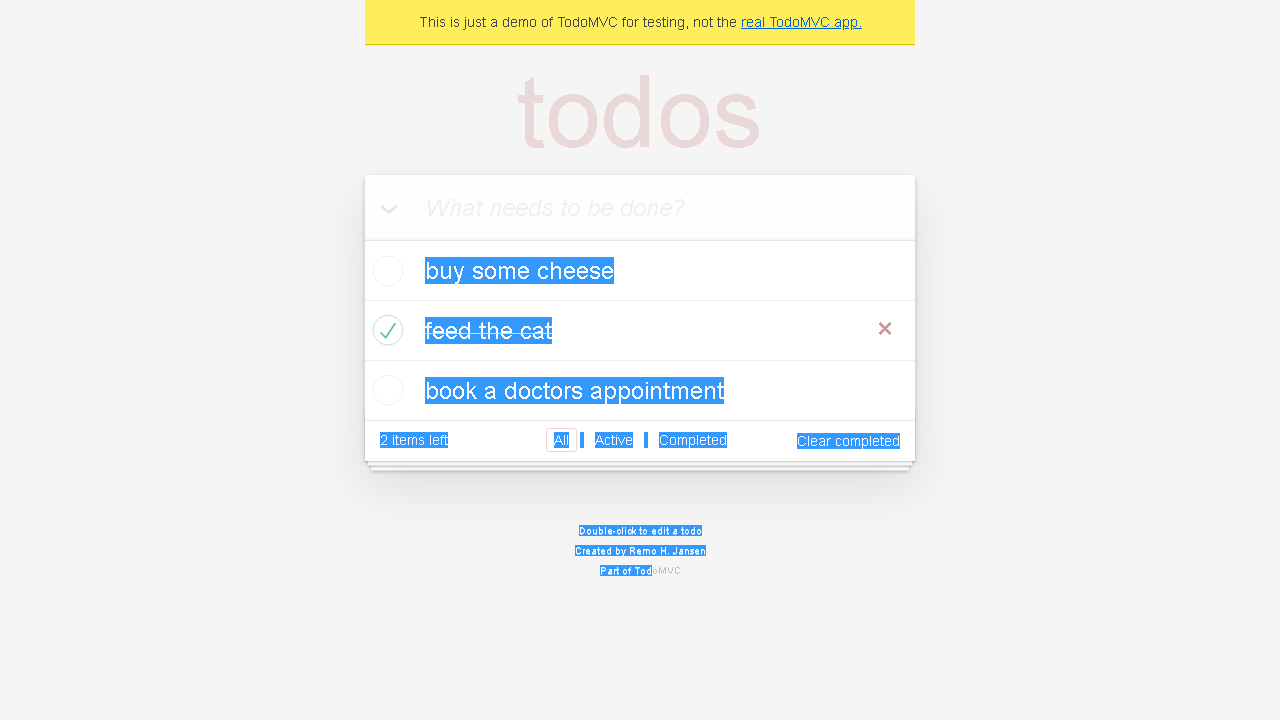 This is just a demo of TodoMVC for testing, not the real TodoMVC app.
todos
What needs to be done?
buy some cheese
feed the cat
book a doctors appointment
2 items left All Active Completed Clear completed
Double-click to edit a todo
Created by Remo H. Jansen
Part of TodoMVC